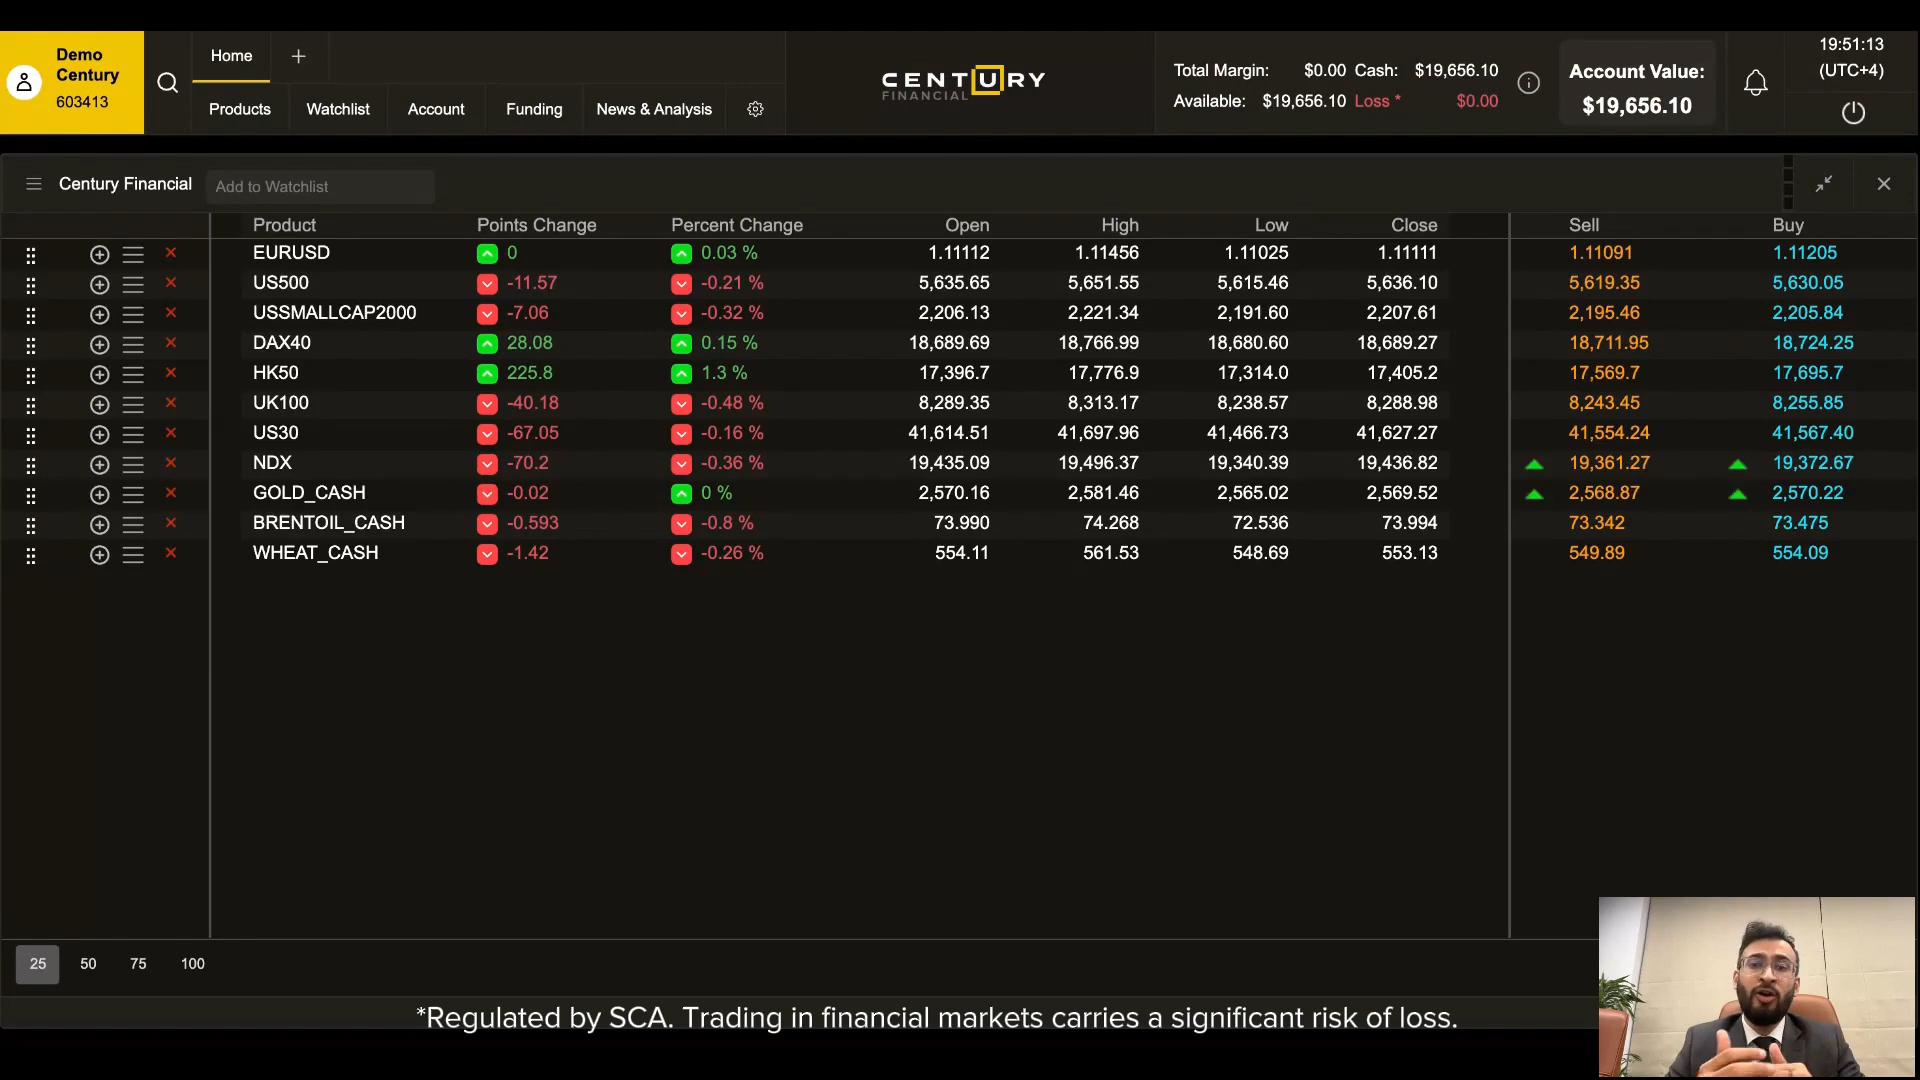 Demo
Century
603413
Home
Products
Watchlist
Account
Funding
News & Analysis
CENTURY
FINANCIAL
Total Margin: $0.00 Cash: $19,656.10
Available: $19,656.10 Loss * $0.00
Account Value:
$19,656.10
19:51:13
(UTC+4)
Century Financial
Add to Watchlist
Product Points Change Percent Change Open High Low Close Sell Buy
EURUSD 0 0.03 % 1.11112 1.11456 1.11025 1.11111 1.11091 1.11205
US500 -11.57 -0.21 % 5,635.65 5,651.55 5,615.46 5,636.10 5,619.35 5,630.05
USSMALLCAP2000 -7.06 -0.32 % 2,206.13 2,221.34 2,191.60 2,207.61 2,195.46 2,205.84
DAX40 28.08 0.15 % 18,689.69 18,766.99 18,680.60 18,689.27 18,711.95 18,724.25
HK50 225.8 1.3 % 17,396.7 17,776.9 17,314.0 17,405.2 17,569.7 17,695.7
UK100 -40.18 -0.48 % 8,289.35 8,313.17 8,238.57 8,288.98 8,243.45 8,255.85
US30 -67.05 -0.16 % 41,614.51 41,697.96 41,466.73 41,627.27 41,554.24 41,567.40
NDX -70.2 -0.36 % 19,435.09 19,496.37 19,340.39 19,436.82 19,361.27 19,372.67
GOLD_CASH -0.02 0 % 2,570.16 2,581.46 2,565.02 2,569.52 2,568.87 2,570.22
BRENTOIL_CASH -0.593 -0.8 % 73.990 74.268 72.536 73.994 73.342 73.475
WHEAT_CASH -1.42 -0.26 % 554.11 561.53 548.69 553.13 549.89 554.09
25 50 75 100
*Regulated by SCA. Trading in financial markets carries a significant risk of loss.